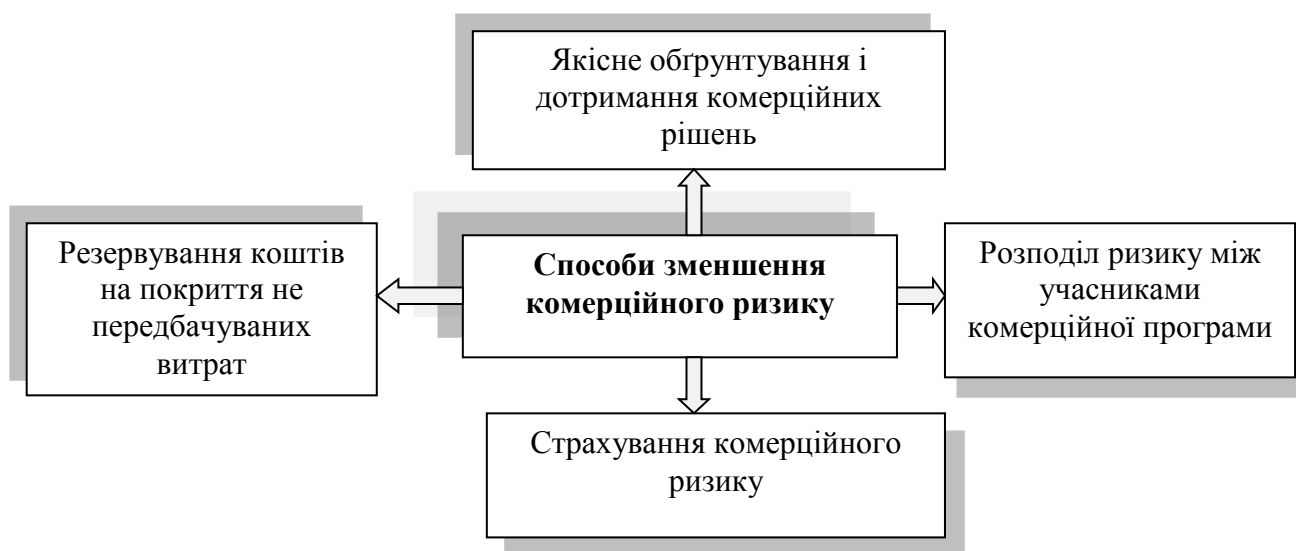 Якісне обґрунтування і
дотримання комерційних
рішень
Резервування коштів
на покриття не
передбачуваних
витрат
Способи зменшення
комерційного ризику
Розподіл ризику між
учасниками
комерційної програми
Страхування комерційного
ризику